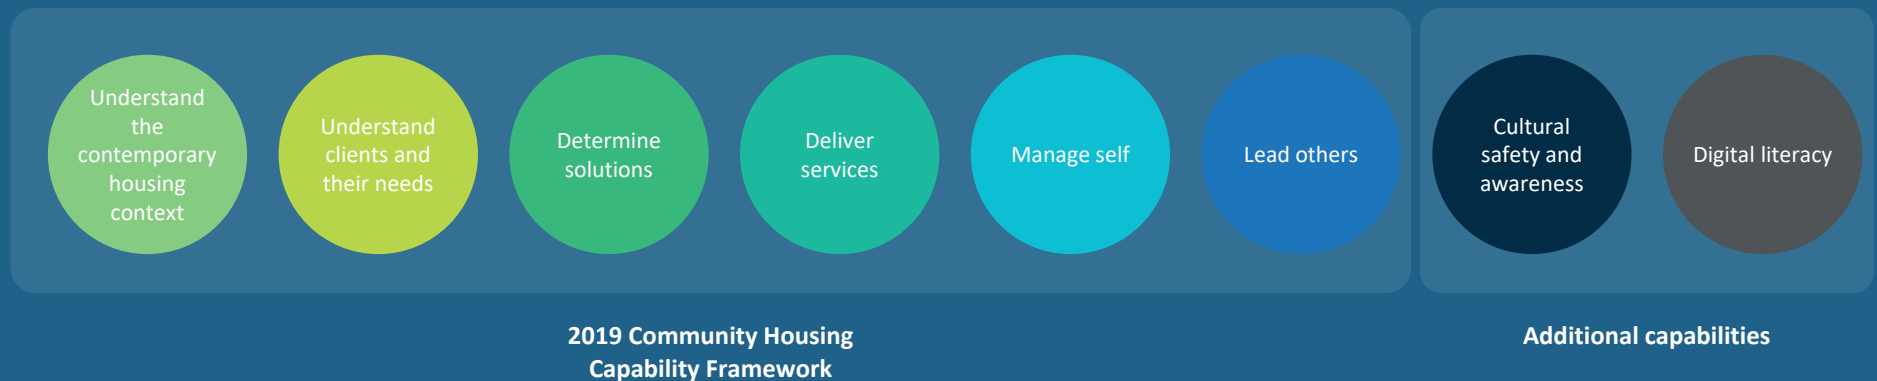 Understand
the
contemporary
housing
context
Understand
clients and
their needs
Determine
solutions
Deliver
services
Manage self
Lead others
Cultural
safety and
awareness
Digital literacy
2019 Community Housing
Capability Framework
Additional capabilities